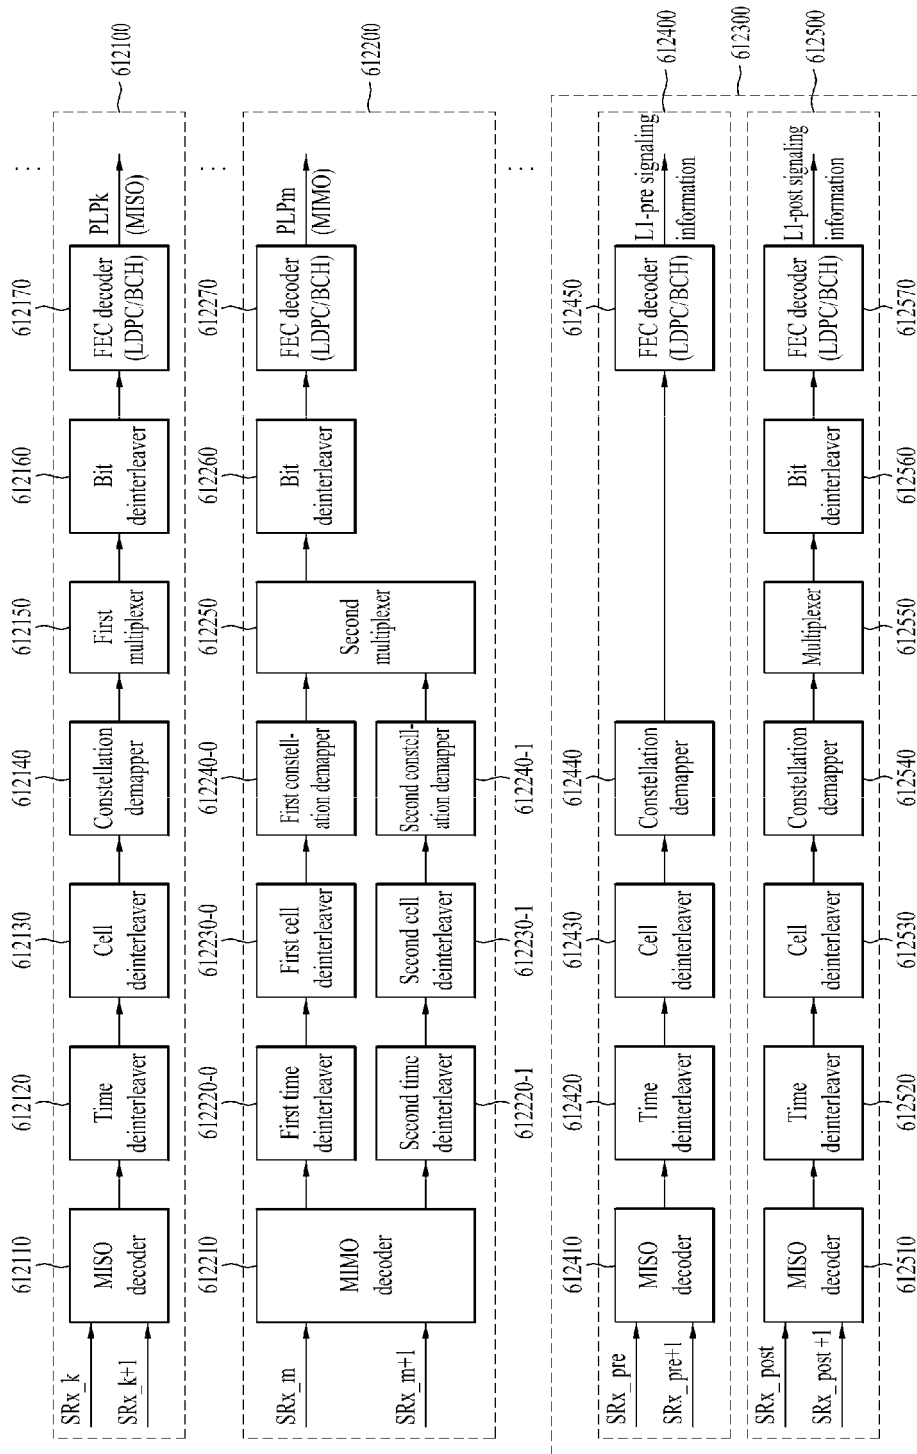 612110
612120
612130
612140
612150
612160
612170
SRx_k
SRx_k+1
MISO
decoder
Time
deinterleaver
Cell
deinterleaver
Constellation
demapper
First
multiplexer
Bit
deinterleaver
FEC decoder
(LDPC/BCH)
PLPk
(MISO)
612100
612210
612220-0
612230-0
612240-0
612250
612260
612270
SRx_m
SRx_m+1
MIMO
decoder
First time
deinterleaver
First cell
deinterleaver
First constell-
ation demapper
Second
multiplexer
Bit
deinterleaver
FEC decoder
(LDPC/BCH)
PLPm
(MIMO)
612200
Second time
deinterleaver
Second cell
deinterleaver
Second constell-
ation demapper
612220-1
612230-1
612240-1
612410
612420
612430
612440
612450
SRx_pre
SRx_pre+1
MISO
decoder
Time
deinterleaver
Cell
deinterleaver
Constellation
demapper
FEC decoder
(LDPC/BCH)
L1-pre signaling
information
612400
612300
SRx_post
SRx_post +1
MISO
decoder
Time
deinterleaver
Cell
deinterleaver
Constellation
demapper
Multiplexer
Bit
deinterleaver
FEC decoder
(LDPC/BCH)
L1-post signaling
information
612500
612510
612520
612530
612540
612550
612560
612570